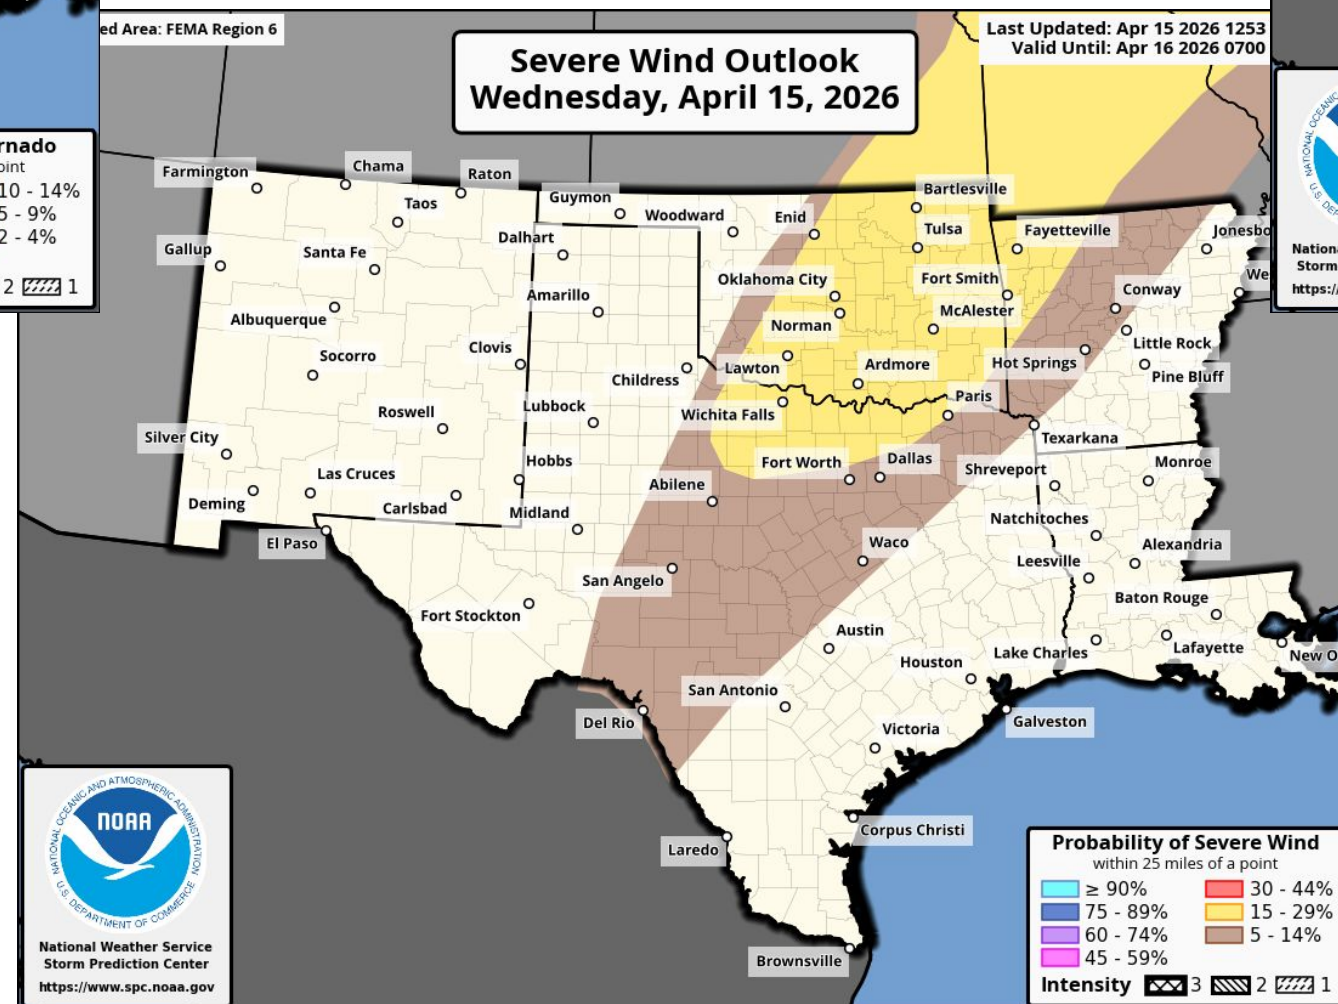 ed Area: FEMA Region 6
Severe Wind Outlook
Wednesday, April 15, 2026
Last Updated: Apr 15 2026 1253
Valid Until: Apr 16 2026 0700
rnado
oint
10 - 14%
5 - 9%
2 - 4%
2 1
Farmington
Chama
Raton
Taos
Guymon
Woodward
Enid
Bartlesville
Gallup
Santa Fe
Dalhart
Tulsa
Fayetteville
Jonesbo
Albuquerque
Amarillo
Oklahoma City
Fort Smith
Conway
We
Norman
McAlester
Socorro
Clovis
Childress
Lawton
Ardmore
Hot Springs
Little Rock
Pine Bluff
Roswell
Lubbock
Wichita Falls
Paris
Texarkana
Silver City
Las Cruces
Hobbs
Abilene
Fort Worth
Dallas
Shreveport
Monroe
Deming
Carlsbad
Midland
Natchitoches
El Paso
San Angelo
Waco
Leesville
Alexandria
Fort Stockton
Austin
Baton Rouge
Houston
Lake Charles
Lafayette
New O
Del Rio
San Antonio
Galveston
Victoria
Laredo
Corpus Christi
Brownsville
NATIONAL OCEANIC AND ATMOSPHERIC ADMINISTRATION
NOAA
U.S. DEPARTMENT OF COMMERCE
National Weather Service
Storm Prediction Center
https://www.spc.noaa.gov
Nationa
Storm
https://
Probability of Severe Wind
within 25 miles of a point
≥ 90% 30 - 44%
75 - 89% 15 - 29%
60 - 74% 5 - 14%
45 - 59%
Intensity 3 2 1